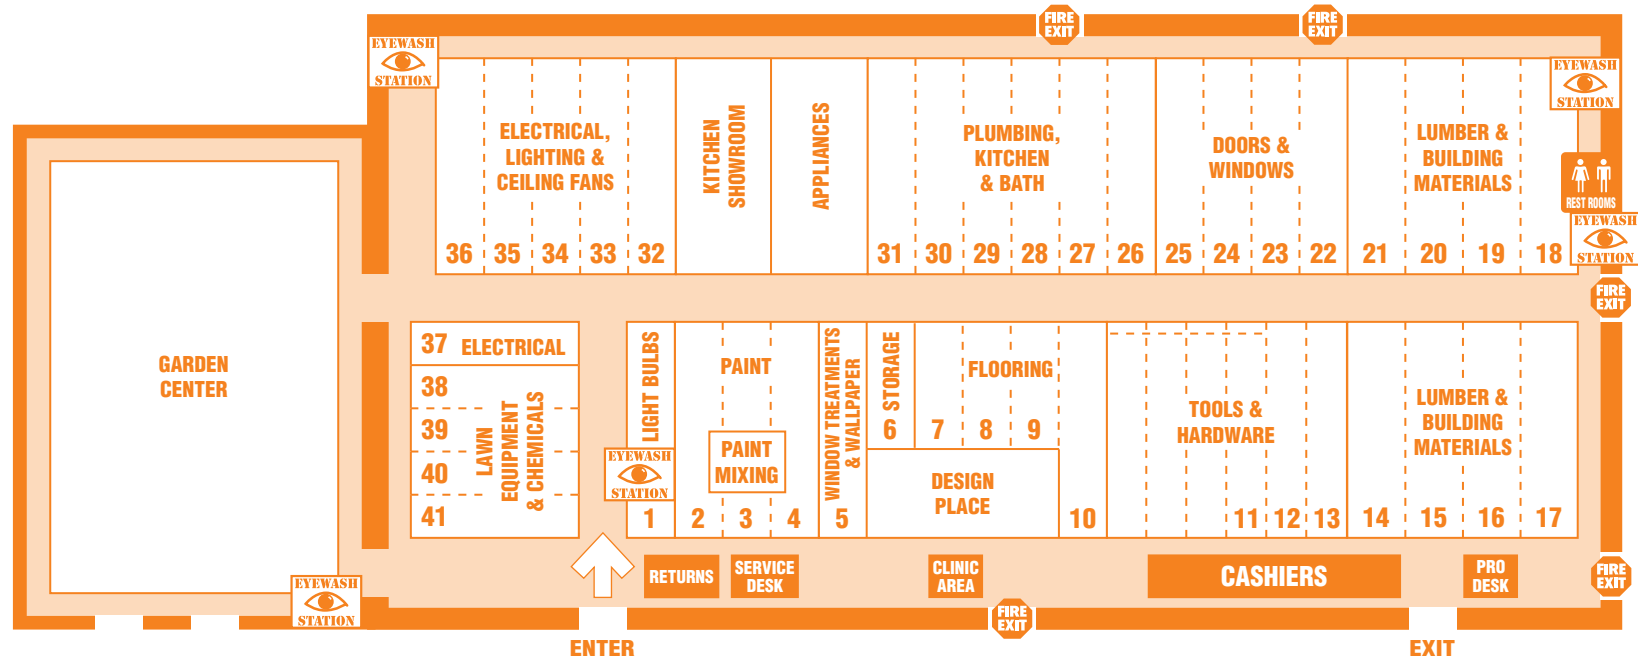 FIRE
EXIT
FIRE
EXIT
EYEWASH
STATION
EYEWASH
STATION
ELECTRICAL,
LIGHTING &
CEILING FANS
KITCHEN
SHOWROOM
APPLIANCES
PLUMBING,
KITCHEN
& BATH
DOORS &
WINDOWS
LUMBER &
BUILDING
MATERIALS
REST ROOMS
EYEWASH
STATION
36 35 34 33 32 31 30 29 28 27 26 25 24 23 22 21 20 19 18
FIRE
EXIT
GARDEN
CENTER
37 ELECTRICAL
38
39
40
41
LAWN
EQUIPMENT
& CHEMICALS
LIGHT BULBS
EYEWASH
STATION
PAINT
PAINT
MIXING
WINDOW TREATMENTS
& WALLPAPER
STORAGE
6
FLOORING
7 8 9
DESIGN
PLACE
TOOLS &
HARDWARE
LUMBER &
BUILDING
MATERIALS
1 2 3 4 5 10 11 12 13 14 15 16 17
EYEWASH
STATION
RETURNS
SERVICE
DESK
CLINIC
AREA
CASHIERS
PRO
DESK
FIRE
EXIT
FIRE
EXIT
ENTER
EXIT